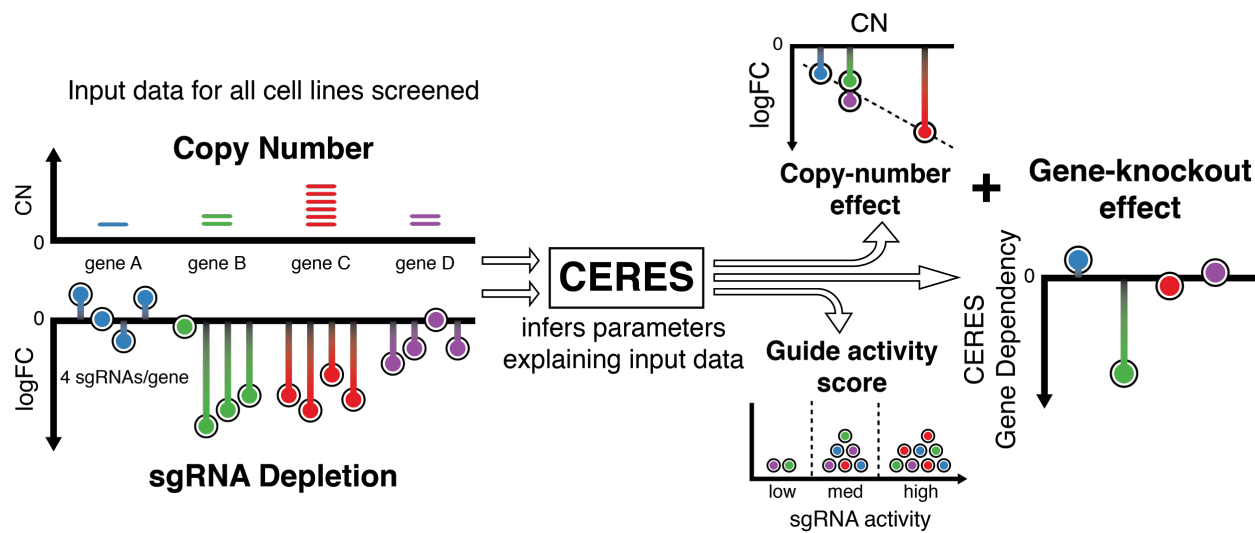 Input data for all cell lines screened
Copy Number
CN
0
gene A
gene B
gene C
gene D
0
logFC
4 sgRNAs/gene
sgRNA Depletion
CERES
infers parameters
explaining input data
CN
0
logFC
Copy-number
effect
+
Gene-knockout
effect
0
CERES
Gene Dependency
Guide activity
score
low
med
high
sgRNA activity